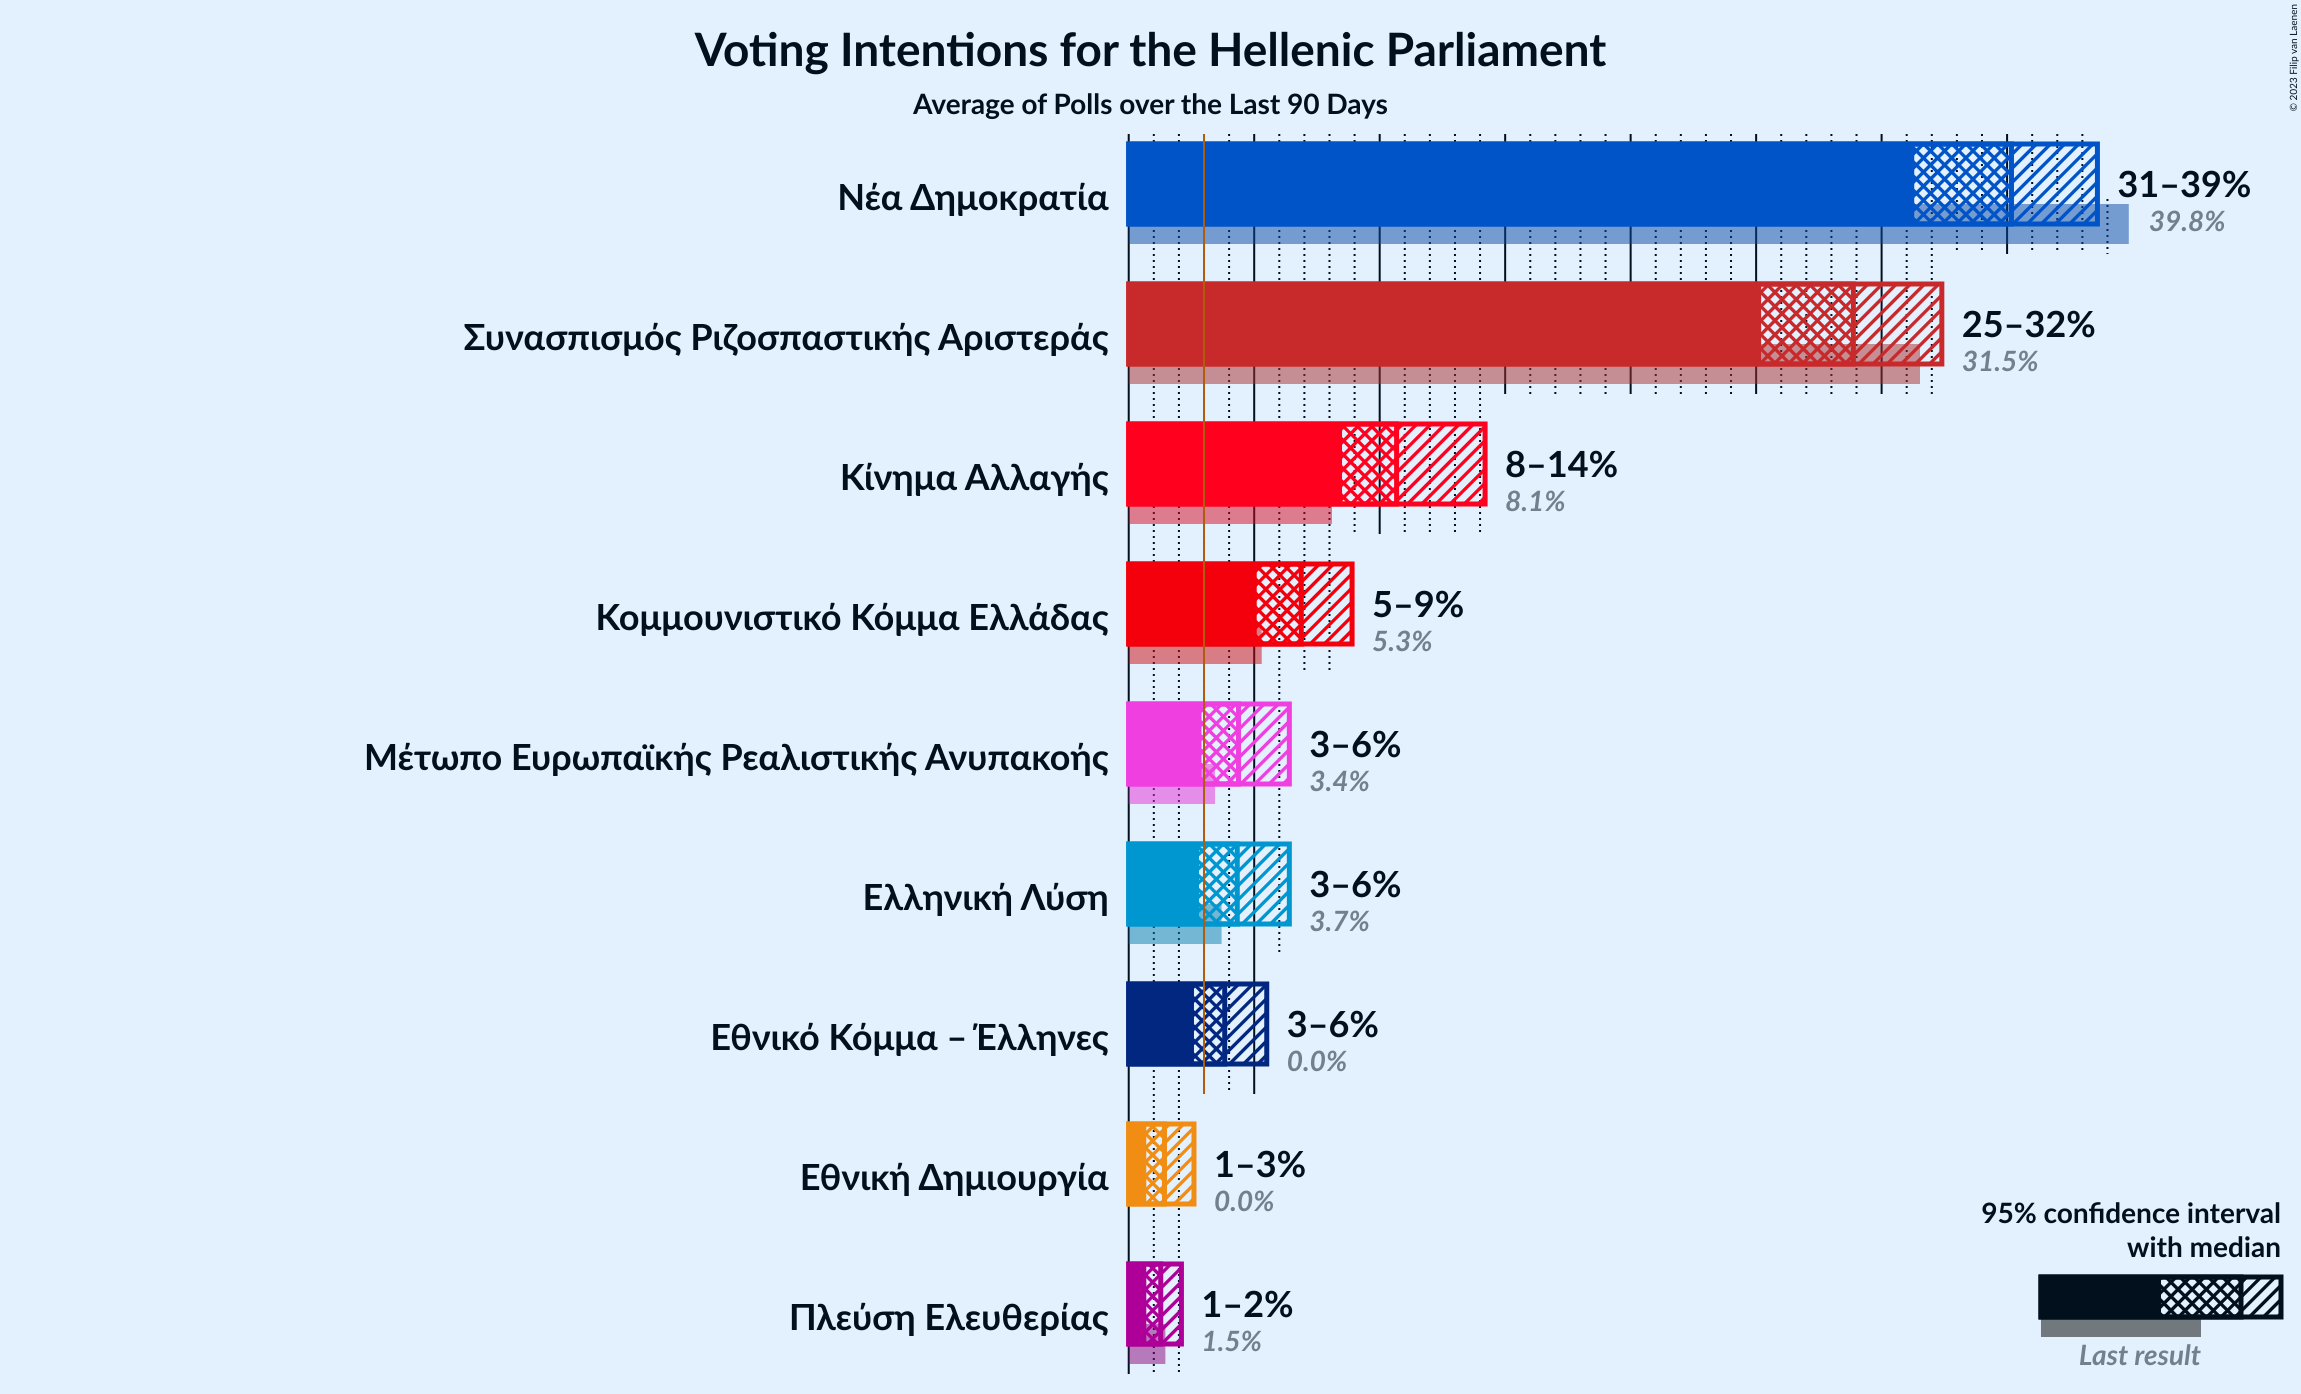 Voting Intentions for the Hellenic Parliament
Average of Polls over the Last 90 Days
© 2023 Filip van Laenen
Νέα Δημοκρατία
31–39%
39.8%
Συνασπισμός Ριζοσπαστικής Αριστεράς
25–32%
31.5%
Κίνημα Αλλαγής
8–14%
8.1%
Κομμουνιστικό Κόμμα Ελλάδας
5–9%
5.3%
Μέτωπο Ευρωπαϊκής Ρεαλιστικής Ανυπακοής
3–6%
3.4%
Ελληνική Λύση
3–6%
3.7%
Εθνικό Κόμμα – Έλληνες
3–6%
0.0%
Εθνική Δημιουργία
1–3%
0.0%
Πλεύση Ελευθερίας
1–2%
1.5%
95% confidence interval
with median
Last result